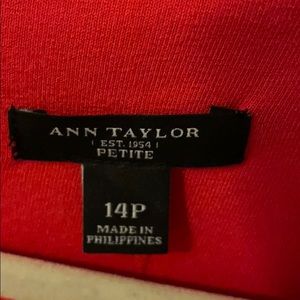 ANN TAYLOR
| EST. 1954 |
PETITE
14P
MADE IN
PHILIPPINES